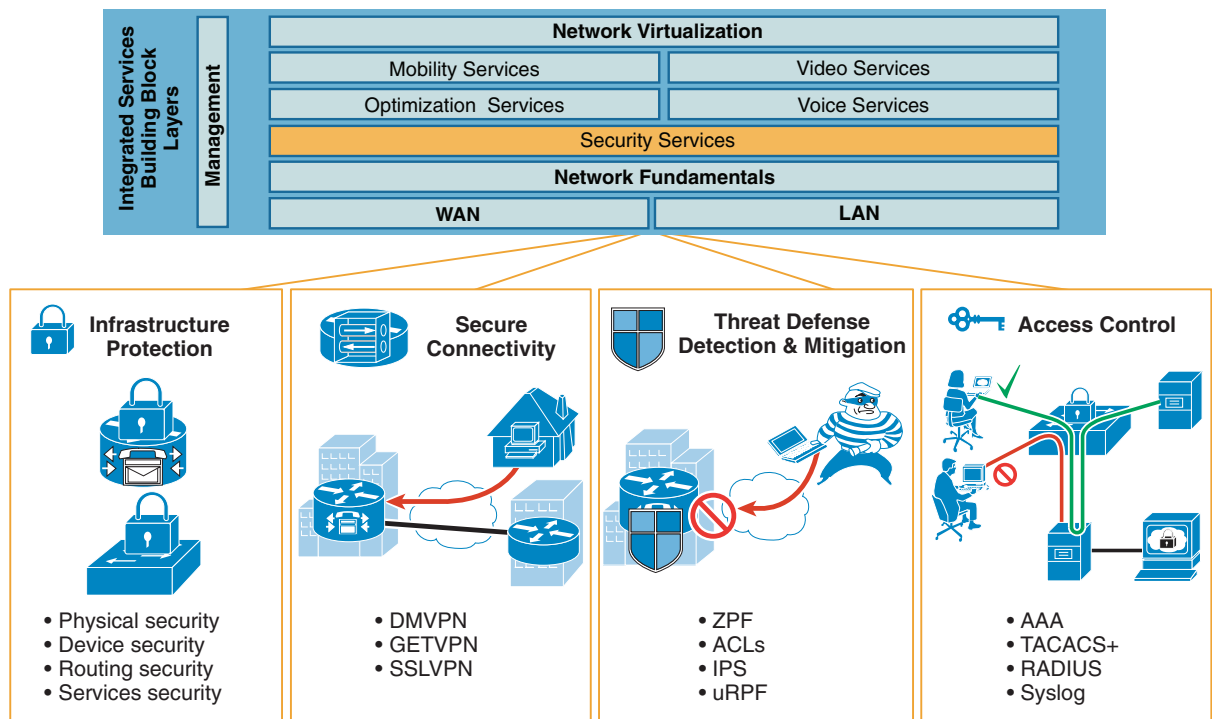 Integrated Services
Building Block
Layers
Management
Network Virtualization
Mobility Services
Video Services
Optimization Services
Voice Services
Security Services
Network Fundamentals
WAN
LAN
Infrastructure
Protection
• Physical security
• Device security
• Routing security
• Services security
Secure
Connectivity
• DMVPN
• GETVPN
• SSLVPN
Threat Defense
Detection & Mitigation
• ZPF
• ACLs
• IPS
• uRPF
Access Control
• AAA
• TACACS+
• RADIUS
• Syslog